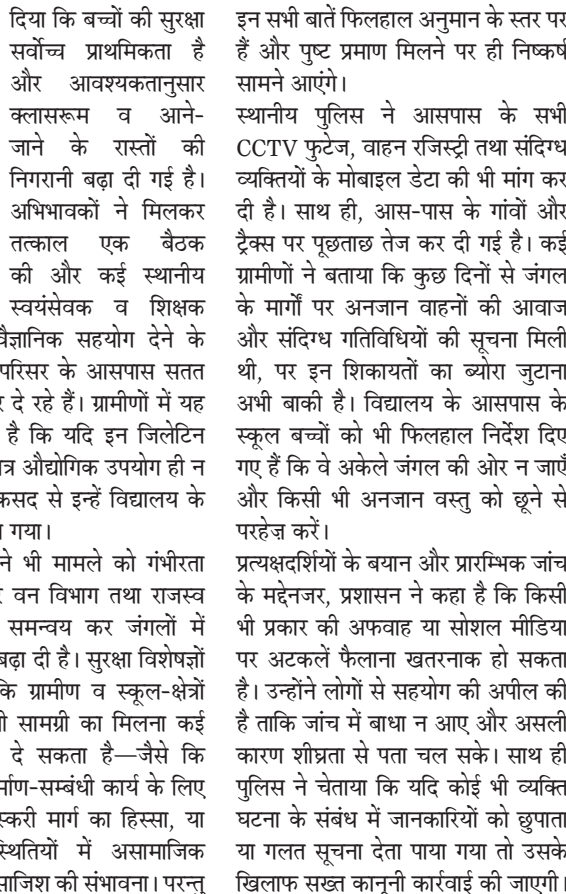 दिया कि बच्चों की सुरक्षा
सर्वोच्च प्राथमिकता है
और आवश्यकतानुसार
क्लासरूम व आने-
जाने के रास्तों की
निगरानी बढ़ा दी गई है।
अभिभावकों ने मिलकर
तत्काल एक बैठक
की और कई स्थानीय
स्वयंसेवक व शिक्षक
वैज्ञानिक सहयोग देने के
परिसर के आसपास सतत
दे रहे हैं। ग्रामीणों में यह
है कि यदि इन जिलेटिन
औद्योगिक उपयोग ही न
से इन्हें विद्यालय के
गया।
ने भी मामले को गंभीरता
वन विभाग तथा राजस्व
समन्वय कर जंगलों में
बढ़ा दी है। सुरक्षा विशेषज्ञों
कि ग्रामीण व स्कूल-क्षेत्रों
सामग्री का मिलना कई
दे सकता है—जैसे कि
कार्य के लिए
मार्ग का हिस्सा, या
में असामाजिक
साजिश की संभावना। परन्तु
इन सभी बातें फिलहाल अनुमान के स्तर पर
हैं और पुष्ट प्रमाण मिलने पर ही निष्कर्ष
सामने आएंगे।
स्थानीय पुलिस ने आसपास के सभी
CCTV फुटेज, वाहन रजिस्ट्री तथा संदिग्ध
व्यक्तियों के मोबाइल डेटा की भी मांग कर
दी है। साथ ही, आस-पास के गांवों और
ट्रैक्स पर पूछताछ तेज कर दी गई है। कई
ग्रामीणों ने बताया कि कुछ दिनों से जंगल
के मार्गों पर अनजान वाहनों की आवाज
और संदिग्ध गतिविधियों की सूचना मिली
थी, पर इन शिकायतों का ब्योरा जुटाना
अभी बाकी है। विद्यालय के आसपास के
स्कूल बच्चों को भी फिलहाल निर्देश दिए
गए हैं कि वे अकेले जंगल की ओर न जाएँ
और किसी भी अनजान वस्तु को छूने से
परहेज़ करें।
प्रत्यक्षदर्शियों के बयान और प्रारम्भिक जांच
के मद्देनजर, प्रशासन ने कहा है कि किसी
भी प्रकार की अफवाह या सोशल मीडिया
पर अटकलें फैलाना खतरनाक हो सकता
है। उन्होंने लोगों से सहयोग की अपील की
है ताकि जांच में बाधा न आए और असली
कारण शीघ्रता से पता चल सके। साथ ही
पुलिस ने चेताया कि यदि कोई भी व्यक्ति
घटना के संबंध में जानकारियों को छुपाता
या गलत सूचना देता पाया गया तो उसके
खिलाफ सख्त कानूनी कार्रवाई की जाएगी।